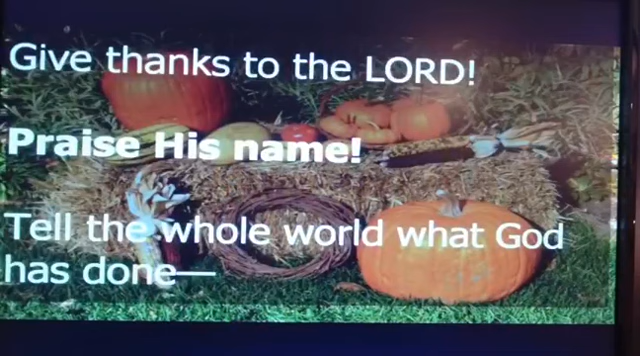 Give thanks to the LORD!
Praise His name!
Tell the whole world what God
has done—